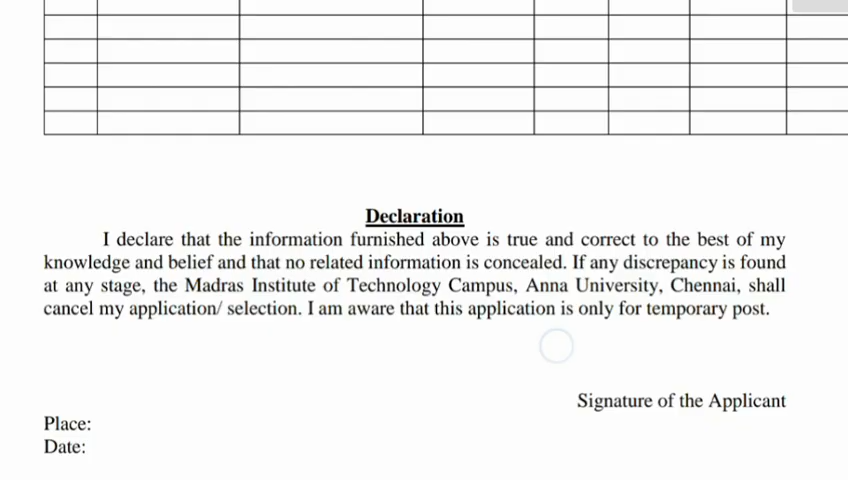 Declaration
I declare that the information furnished above is true and correct to the best of my
knowledge and belief and that no related information is concealed. If any discrepancy is found
at any stage, the Madras Institute of Technology Campus, Anna University, Chennai, shall
cancel my application/ selection. I am aware that this application is only for temporary post.
Signature of the Applicant
Place:
Date: